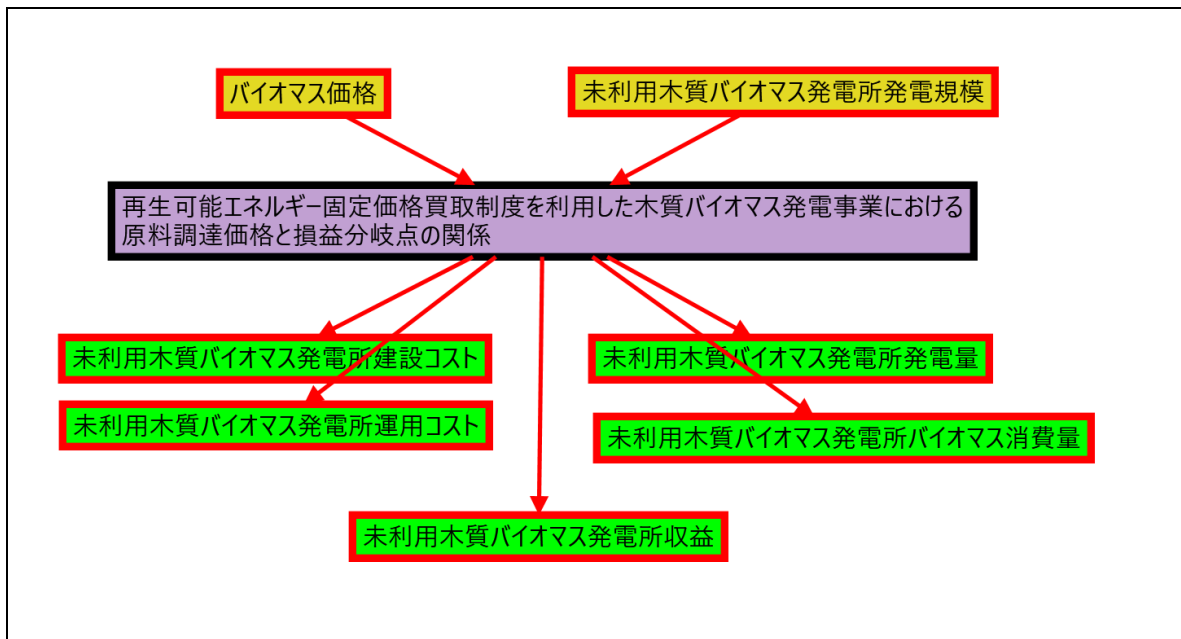 バイオマス価格
未利用木質バイオマス発電所発電規模
再生可能エネルギー固定価格買取制度を利用した木質バイオマス発電事業における
原料調達価格と損益分岐点の関係
未利用木質バイオマス発電所建設コスト
未利用木質バイオマス発電所発電量
未利用木質バイオマス発電所運用コスト
未利用木質バイオマス発電所バイオマス消費量
未利用木質バイオマス発電所収益